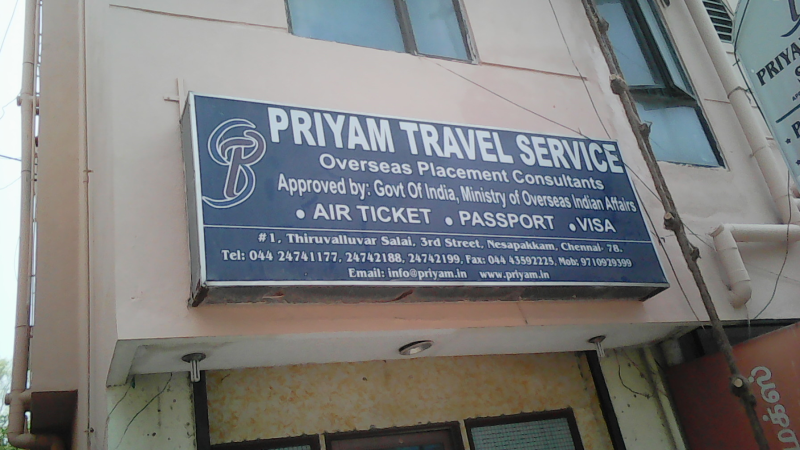 PRIYAM TRAVEL SERVICE
Overseas Placement Consultants
Approved by: Govt Of India, Ministry of Overseas Indian Affairs
• AIR TICKET • PASSPORT • VISA
#1, Thiruvalluvar Salai, 3rd Street, Nesapakkam, Chennai- 78.
Tel: 044 24741177, 24742188, 24742199, Fax: 044 43592225, Mob: 9710929399
Email: info@priyam.in www.priyam.in
PRIYA